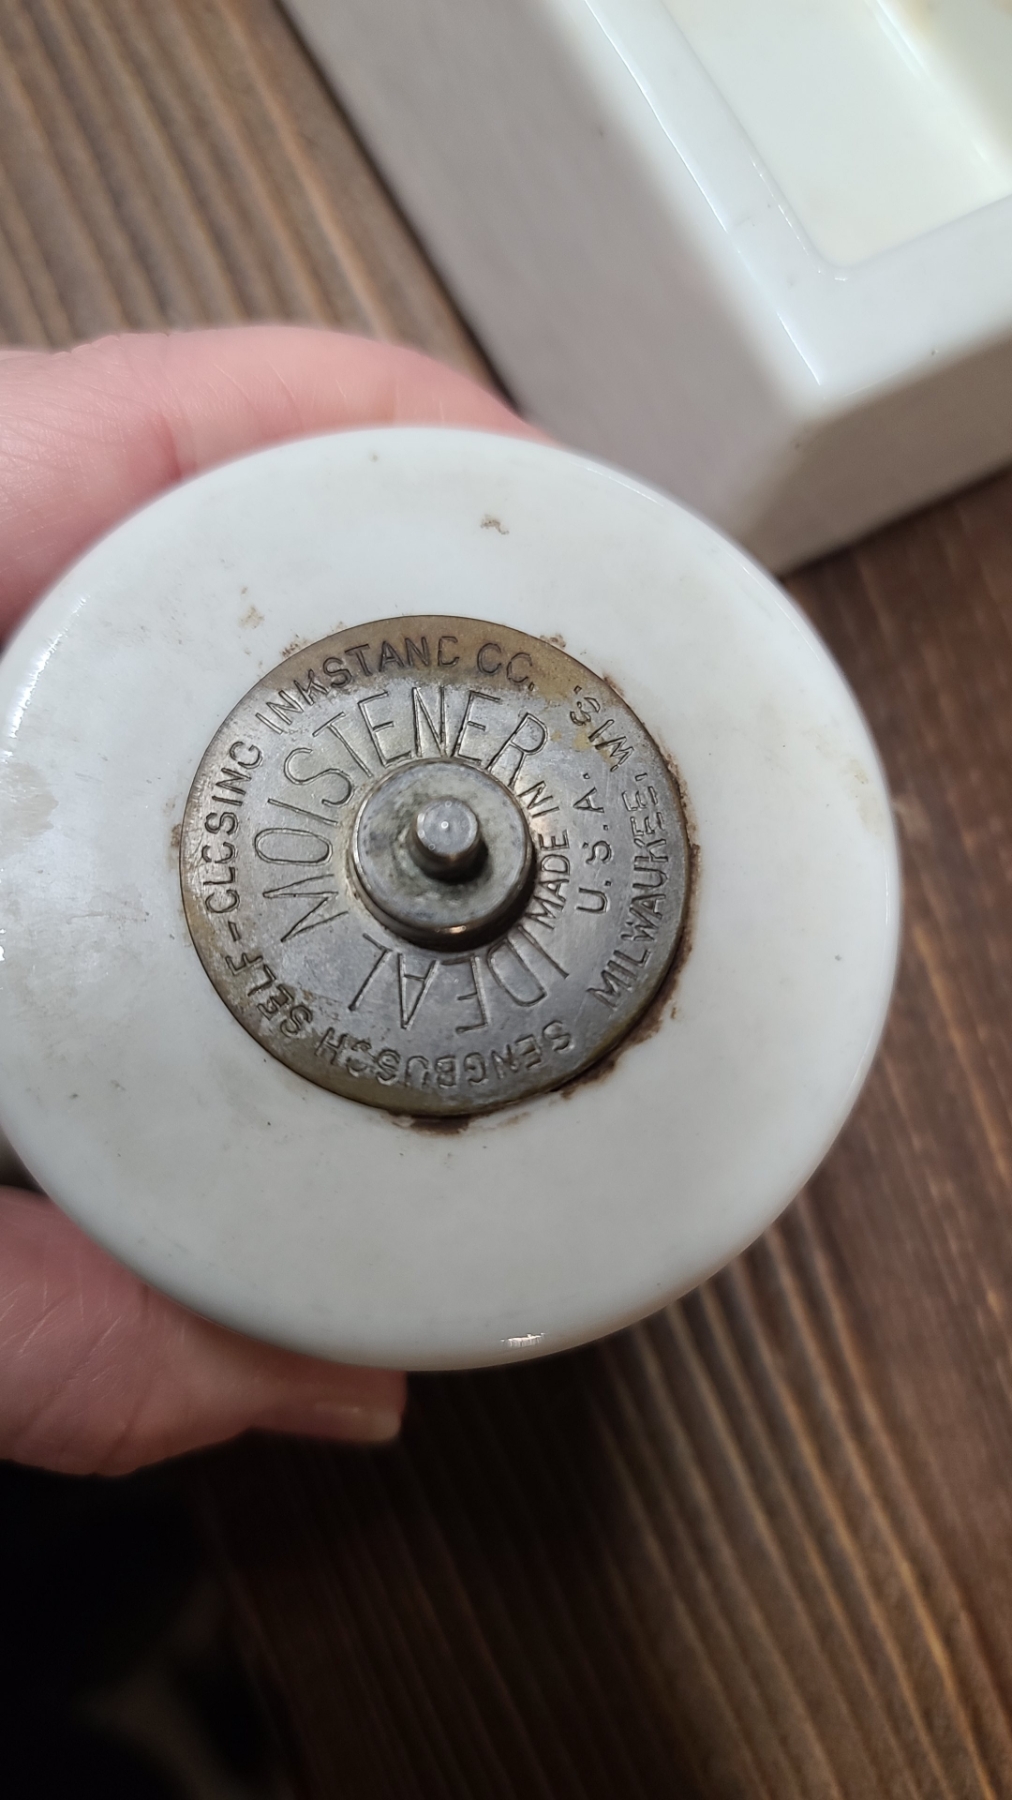 SENGBUSCH SELF-CLOSING INKSTAND CO.
MILWAUKEE, WIS.
IDEAL MOISTENER
MADE IN
U.S.A.